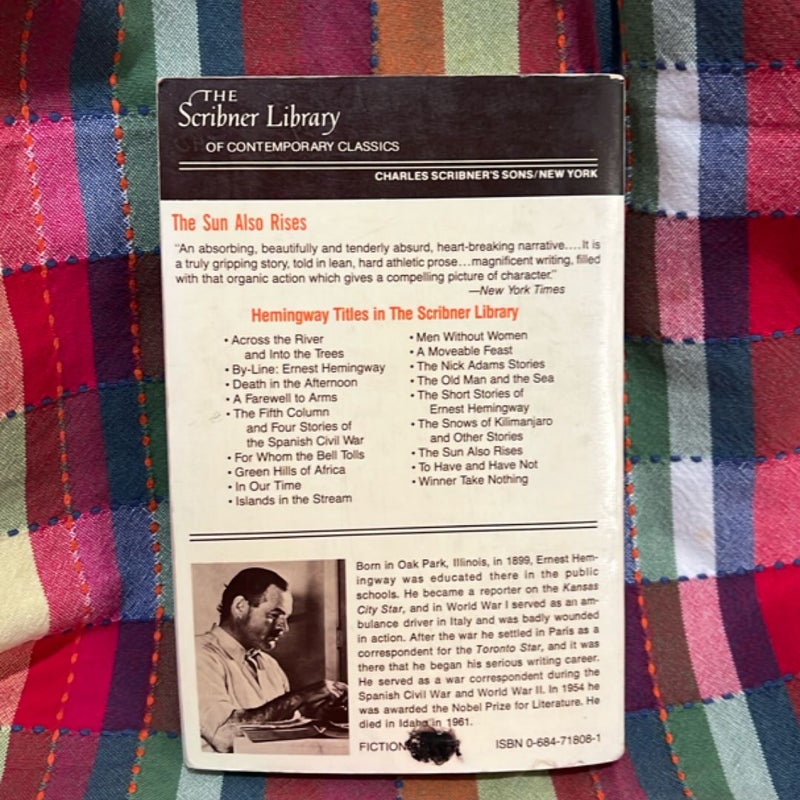 THE
Scribner Library
OF CONTEMPORARY CLASSICS
CHARLES SCRIBNER'S SONS/NEW YORK
The Sun Also Rises
"An absorbing, beautifully and tenderly absurd, heart-breaking narrative....It is
a truly gripping story, told in lean, hard athletic prose...magnificent writing, filled
with that organic action which gives a compelling picture of character."
—New York Times
Hemingway Titles in The Scribner Library
• Across the River
and Into the Trees
• By-Line: Ernest Hemingway
• Death in the Afternoon
• A Farewell to Arms
• The Fifth Column
and Four Stories of
the Spanish Civil War
• For Whom the Bell Tolls
• Green Hills of Africa
• In Our Time
• Islands in the Stream
• Men Without Women
• A Moveable Feast
• The Nick Adams Stories
• The Old Man and the Sea
• The Short Stories of
Ernest Hemingway
• The Snows of Kilimanjaro
and Other Stories
• The Sun Also Rises
• To Have and Have Not
• Winner Take Nothing
Born in Oak Park, Illinois, in 1899, Ernest Hem-
ingway was educated there in the public
schools. He became a reporter on the Kansas
City Star, and in World War I served as an am-
bulance driver in Italy and was badly wounded
in action. After the war he settled in Paris as a
correspondent for the Toronto Star, and it was
there that he began his serious writing career.
He served as a war correspondent during the
Spanish Civil War and World War II. In 1954 he
was awarded the Nobel Prize for Literature. He
died in Idaho in 1961.
FICTION
ISBN 0-684-71808-1